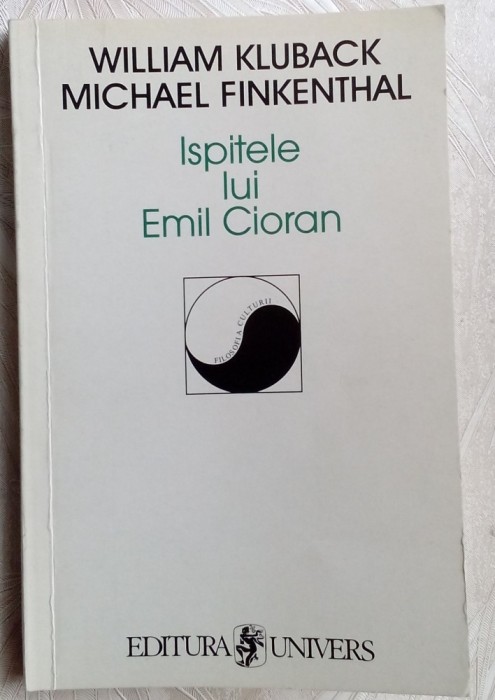 WILLIAM KLUBACK
MICHAEL FINKENTHAL
Ispitele
lui
Emil Cioran
FILOSOFIA CULTURII
EDITURA UNIVERS